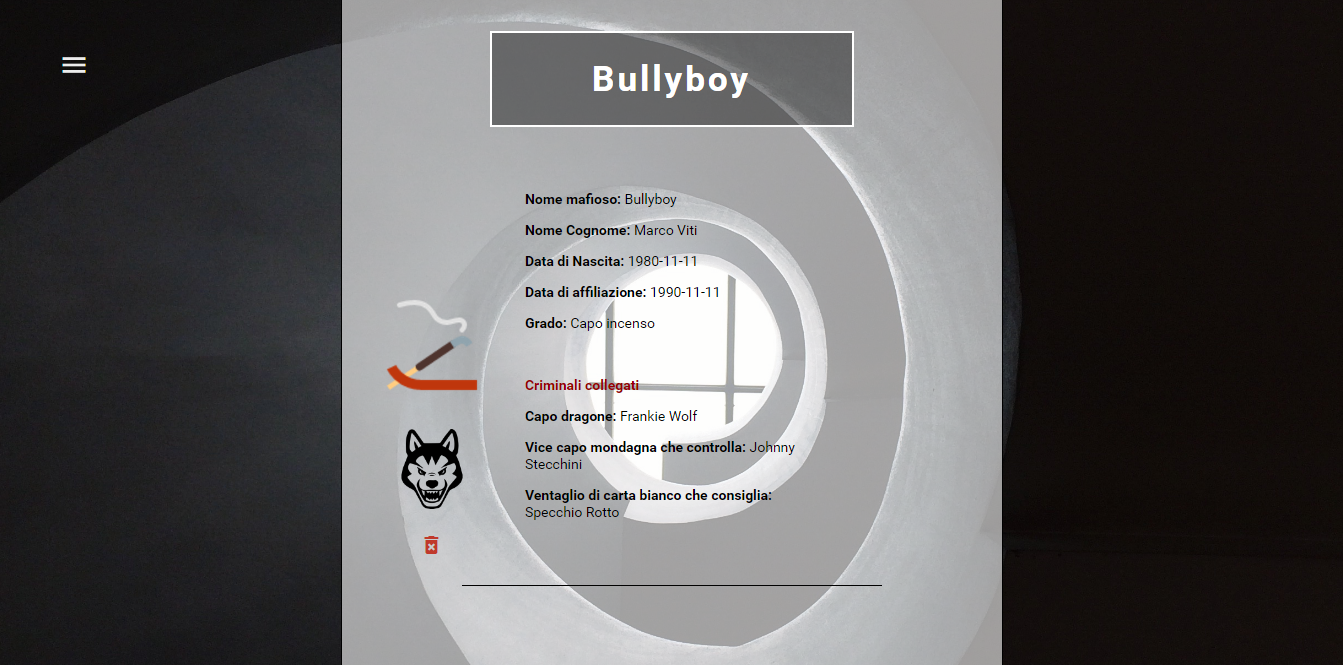 Bullyboy
Nome mafioso: Bullyboy
Nome Cognome: Marco Viti
Data di Nascita: 1980-11-11
Data di affiliazione: 1990-11-11
Grado: Capo incenso
Criminali collegati
Capo dragone: Frankie Wolf
Vice capo mondagna che controlla: Johnny
Stecchini
Ventaglio di carta bianco che consiglia:
Specchio Rotto